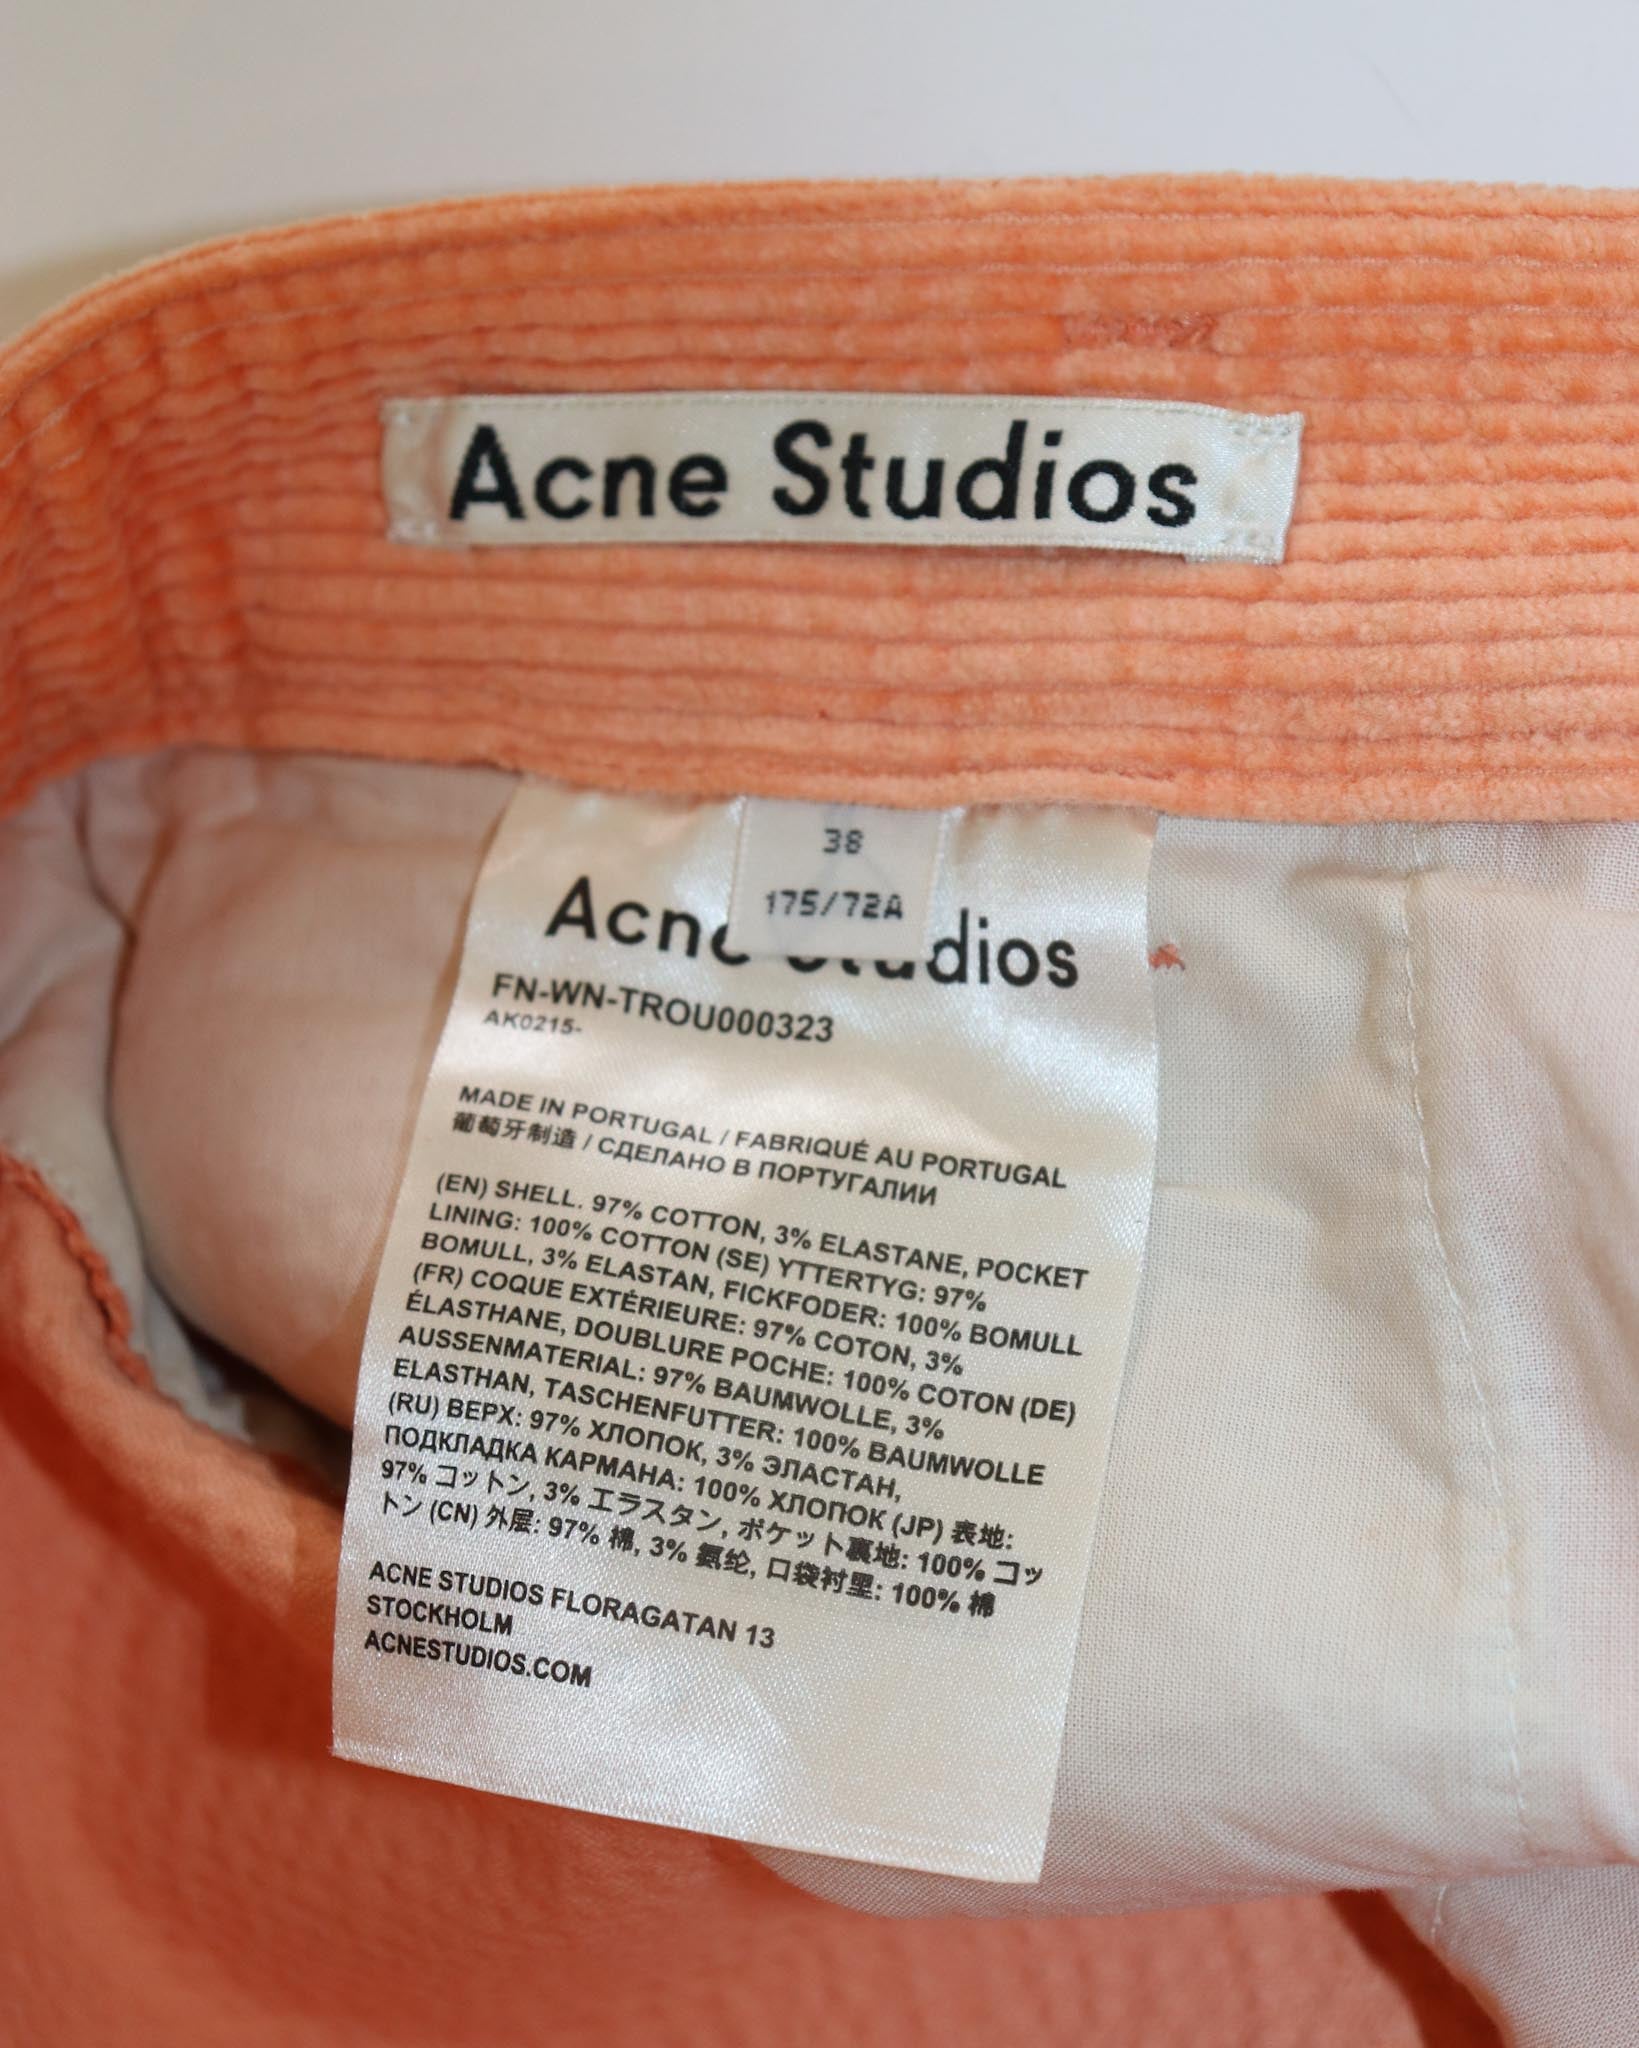 Acne Studios
38
175/72A
Acne Studios
FN-WN-TROU000323
AK0215-
MADE IN PORTUGAL / FABRIQUÉ AU PORTUGAL
葡萄牙制造 / СДЕЛАНО В ПОРТУГАЛИИ
(EN) SHELL. 97% COTTON, 3% ELASTANE, POCKET
LINING: 100% COTTON (SE) YTTERTYG: 97%
BOMULL, 3% ELASTAN, FICKFODER: 100% BOMULL
(FR) COQUE EXTÉRIEURE: 97% COTON, 3%
ÉLASTHANE, DOUBLURE POCHE: 100% COTON (DE)
AUSSENMATERIAL: 97% BAUMWOLLE, 3%
ELASTHAN, TASCHENFUTTER: 100% BAUMWOLLE
(RU) ВЕРХ: 97% ХЛОПОК, 3% ЭЛАСТАН,
ПОДКЛАДКА КАРМАНА: 100% ХЛОПОК (JP) 表地:
97% コットン, 3% エラスタン, ポケット裏地: 100% コッ
トン (CN) 外层: 97% 棉, 3% 氨纶, 口袋衬里: 100% 棉
ACNE STUDIOS FLORAGATAN 13
STOCKHOLM
ACNESTUDIOS.COM